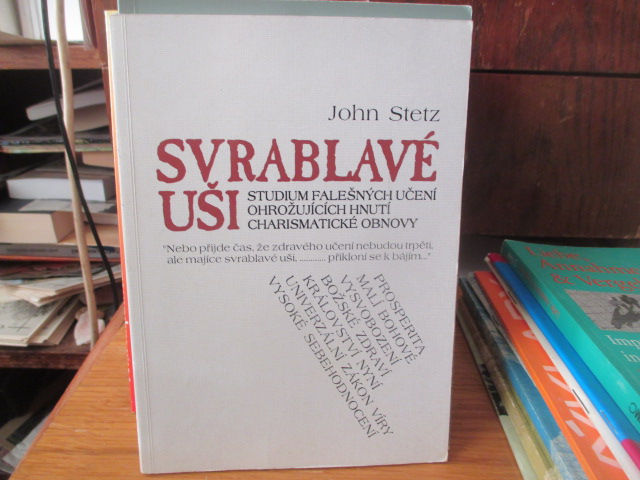 John Stetz
SVRABLAVÉ
UŠI
STUDIUM FALEŠNÝCH UČENÍ
OHROŽUJÍCÍCH HNUTÍ
CHARISMATICKÉ OBNOVY
"Nebo přijde čas, že zdravého učení nebudou trpěti,
ale majíce svrablavé uši, ............ přikloní se k bájím..."
PROSPERITA
MALÍ BOHOVÉ
VYSVOBOZENÍ
BOŽSKÉ ZDRAVÍ
KRÁLOVSTVÍ NYNÍ
UNIVERZÁLNÍ ZÁKON VÍRY
VYSOKÉ SEBEHODNOCENÍ